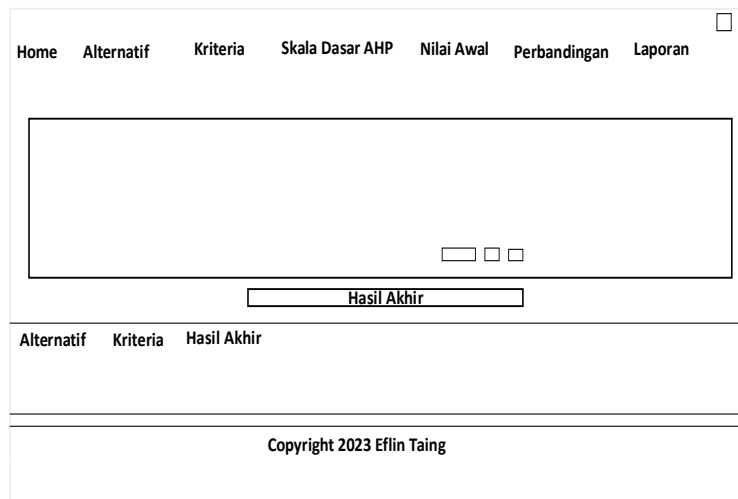 Home Alternatif Kriteria Skala Dasar AHP Nilai Awal Perbandingan Laporan
Hasil Akhir
Alternatif Kriteria Hasil Akhir
Copyright 2023 Eflin Taing